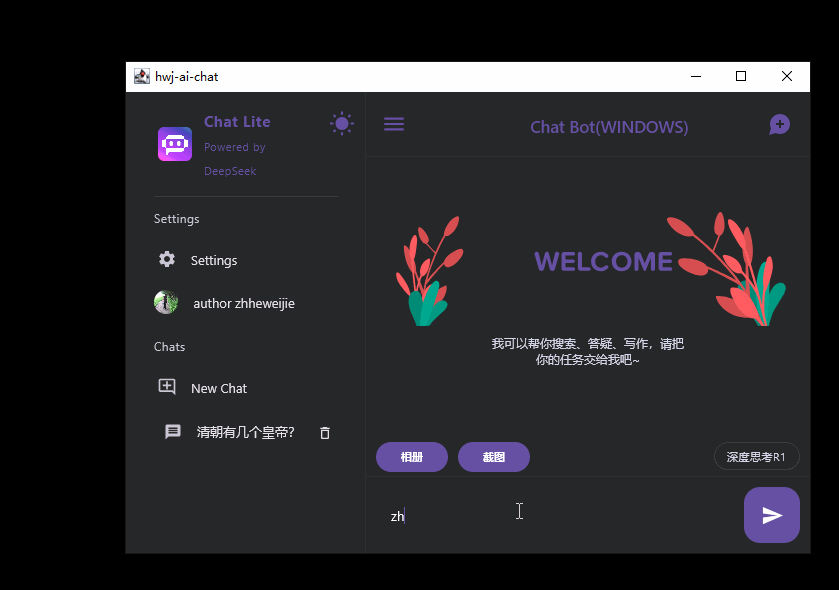 hwj-ai-chat
Chat Lite
Powered by
DeepSeek
Settings
Settings
author zhheweijie
Chats
New Chat
清朝有几个皇帝?
Chat Bot(WINDOWS)
WELCOME
我可以帮你搜索、答疑、写作，请把
你的任务交给我吧~
相册
截图
深度思考R1
zh